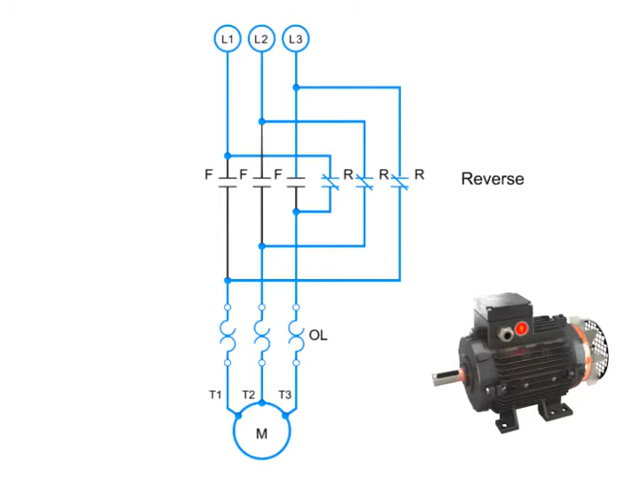 L1 L2 L3
F F F R R R Reverse
OL
T1 T2 T3
M